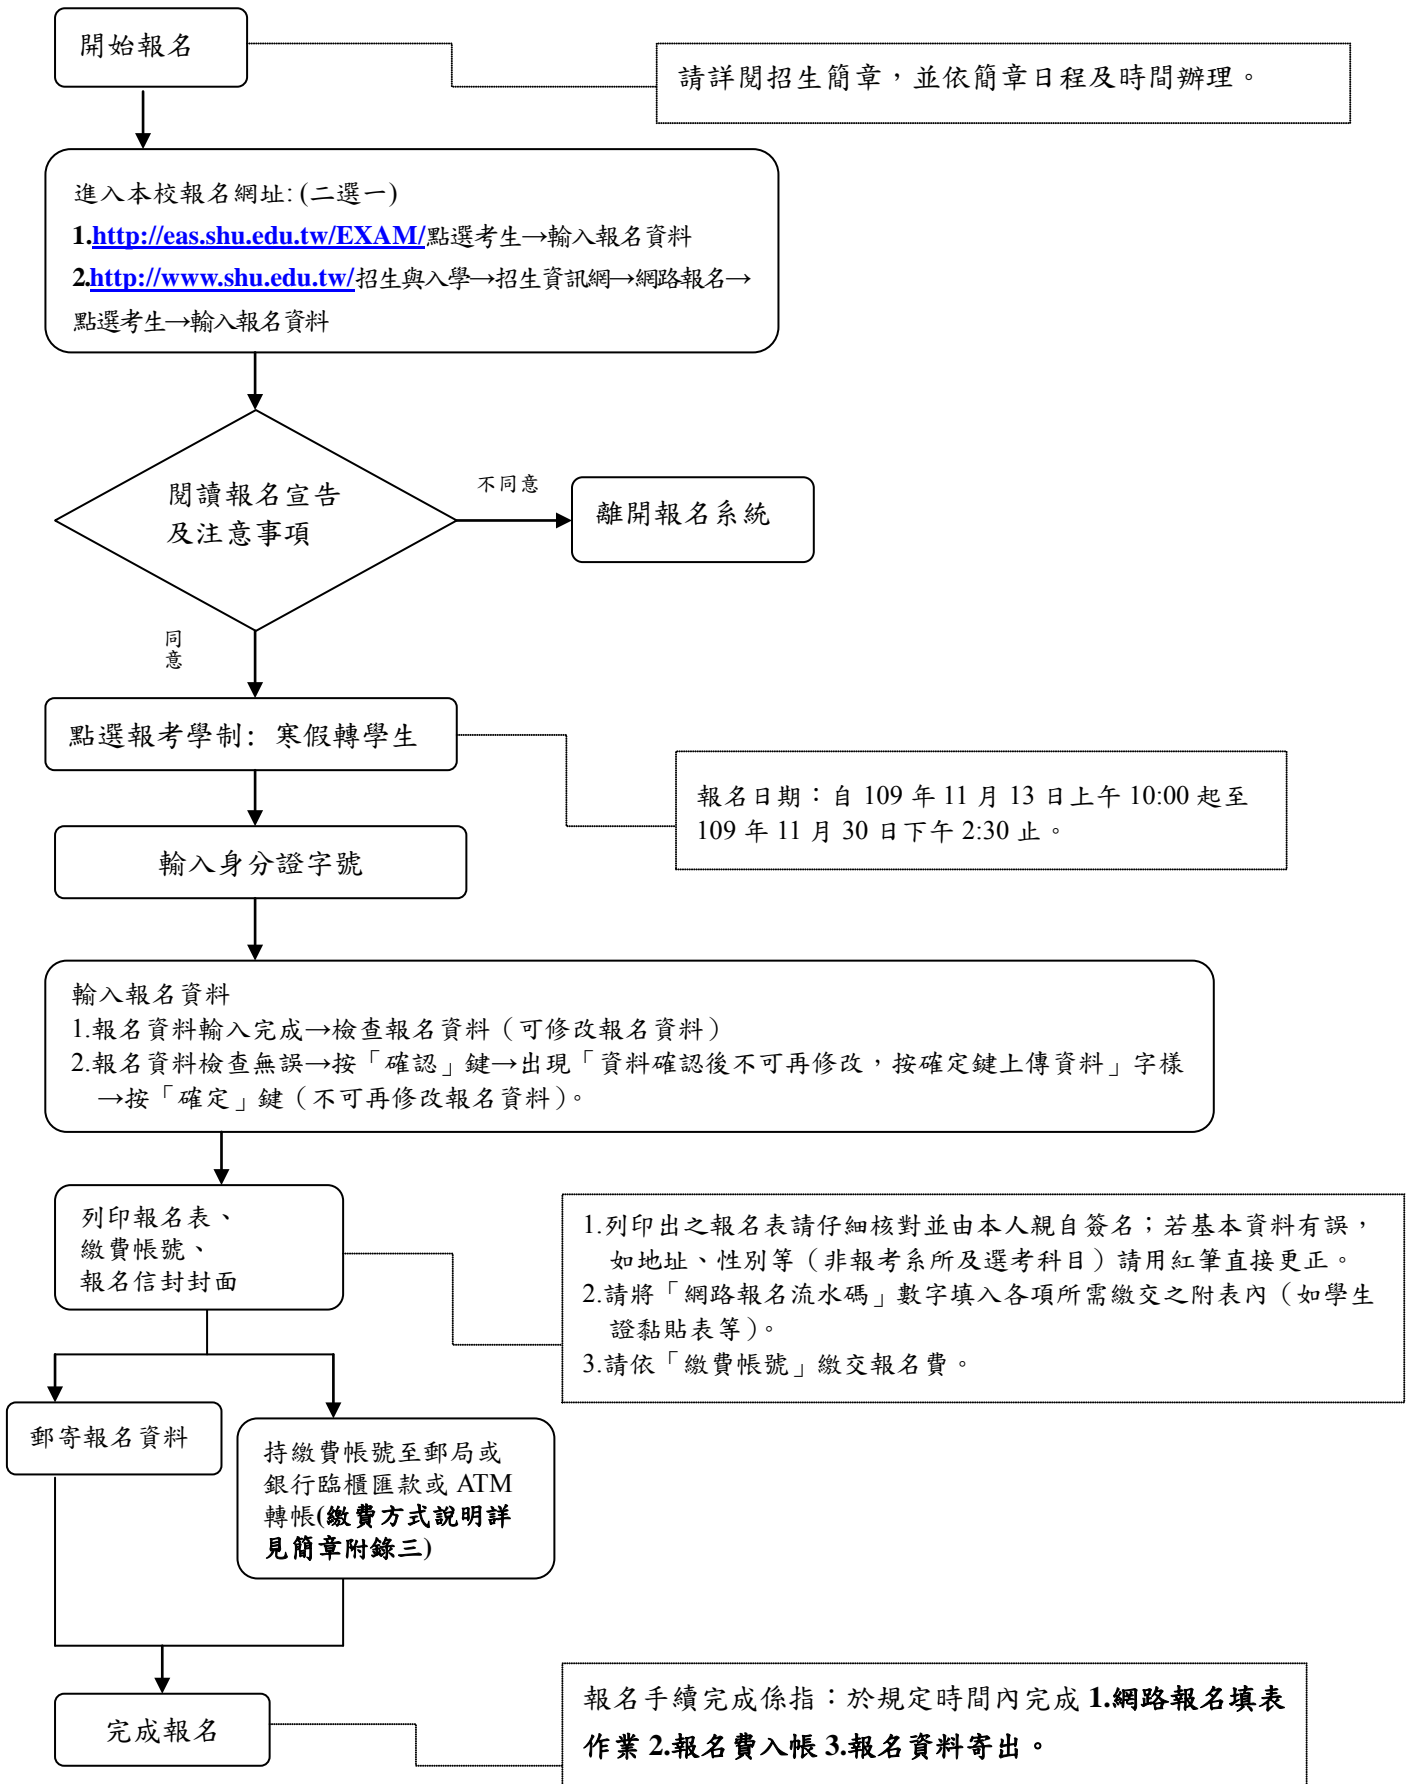 開始報名
請詳閱招生簡章，並依簡章日程及時間辦理。
進入本校報名網址: (二選一)
1.http://eas.shu.edu.tw/EXAM/點選考生→輸入報名資料
2.http://www.shu.edu.tw/招生與入學→招生資訊網→網路報名→
點選考生→輸入報名資料
閱讀報名宣告
及注意事項
不同意
離開報名系統
同
意
點選報考學制: 寒假轉學生
報名日期：自 109 年 11 月 13 日上午 10:00 起至
109 年 11 月 30 日下午 2:30 止。
輸入身分證字號
輸入報名資料
1.報名資料輸入完成→檢查報名資料（可修改報名資料）
2.報名資料檢查無誤→按「確認」鍵→出現「資料確認後不可再修改，按確定鍵上傳資料」字樣
→按「確定」鍵（不可再修改報名資料）。
列印報名表、
繳費帳號、
報名信封封面
1.列印出之報名表請仔細核對並由本人親自簽名；若基本資料有誤，
如地址、性別等（非報考系所及選考科目）請用紅筆直接更正。
2.請將「網路報名流水碼」數字填入各項所需繳交之附表內（如學生
證黏貼表等）。
3.請依「繳費帳號」繳交報名費。
郵寄報名資料
持繳費帳號至郵局或
銀行臨櫃匯款或 ATM
轉帳(繳費方式說明詳
見簡章附錄三)
完成報名
報名手續完成係指：於規定時間內完成 1.網路報名填表
作業 2.報名費入帳 3.報名資料寄出。